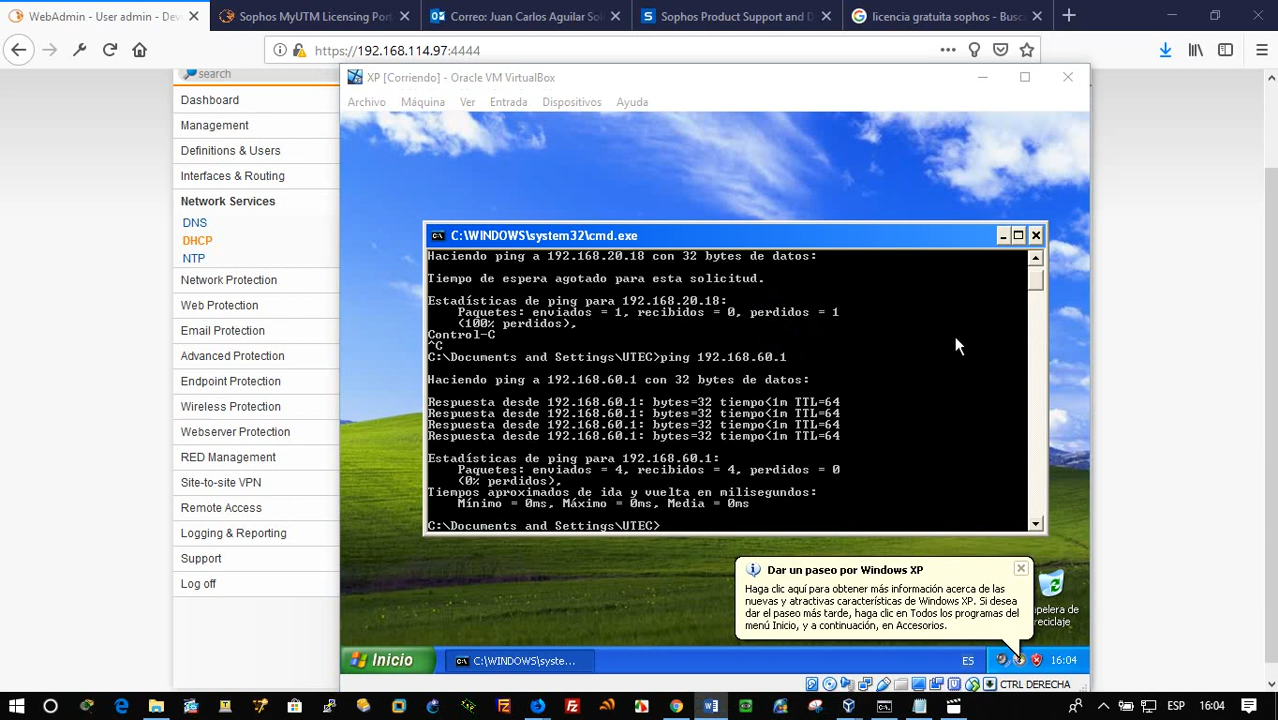 WebAdmin - User admin - Dev
Sophos MyUTM Licensing Port
Correo: Juan Carlos Aguilar Sol
Sophos Product Support and D
licencia gratuita sophos - Busc
https://192.168.114.97:4444
search
Dashboard
Management
Definitions & Users
Interfaces & Routing
Network Services
DNS
DHCP
NTP
Network Protection
Web Protection
Email Protection
Advanced Protection
Endpoint Protection
Wireless Protection
Webserver Protection
RED Management
Site-to-site VPN
Remote Access
Logging & Reporting
Support
Log off
XP [Corriendo] - Oracle VM VirtualBox
Archivo Máquina Ver Entrada Dispositivos Ayuda
C:\WINDOWS\system32\cmd.exe
Haciendo ping a 192.168.20.18 con 32 bytes de datos:
Tiempo de espera agotado para esta solicitud.
Estadísticas de ping para 192.168.20.18:
Paquetes: enviados = 1, recibidos = 0, perdidos = 1
(100% perdidos),
Control-C
^C
C:\Documents and Settings\UTEC>ping 192.168.60.1
Haciendo ping a 192.168.60.1 con 32 bytes de datos:
Respuesta desde 192.168.60.1: bytes=32 tiempo<1m TTL=64
Respuesta desde 192.168.60.1: bytes=32 tiempo<1m TTL=64
Respuesta desde 192.168.60.1: bytes=32 tiempo<1m TTL=64
Respuesta desde 192.168.60.1: bytes=32 tiempo<1m TTL=64
Estadísticas de ping para 192.168.60.1:
Paquetes: enviados = 4, recibidos = 4, perdidos = 0
(0% perdidos),
Tiempos aproximados de ida y vuelta en milisegundos:
Mínimo = 0ms, Máximo = 0ms, Media = 0ms
C:\Documents and Settings\UTEC>
Dar un paseo por Windows XP
Haga clic aquí para obtener más información acerca de las
nuevas y atractivas características de Windows XP. Si desea
dar el paseo más tarde, haga clic en Todos los programas del
menú Inicio, y a continuación, en Accesorios.
apelera de
reciclaje
Inicio
C:\WINDOWS\syste...
ES
16:04
CTRL DERECHA
ESP
16:04